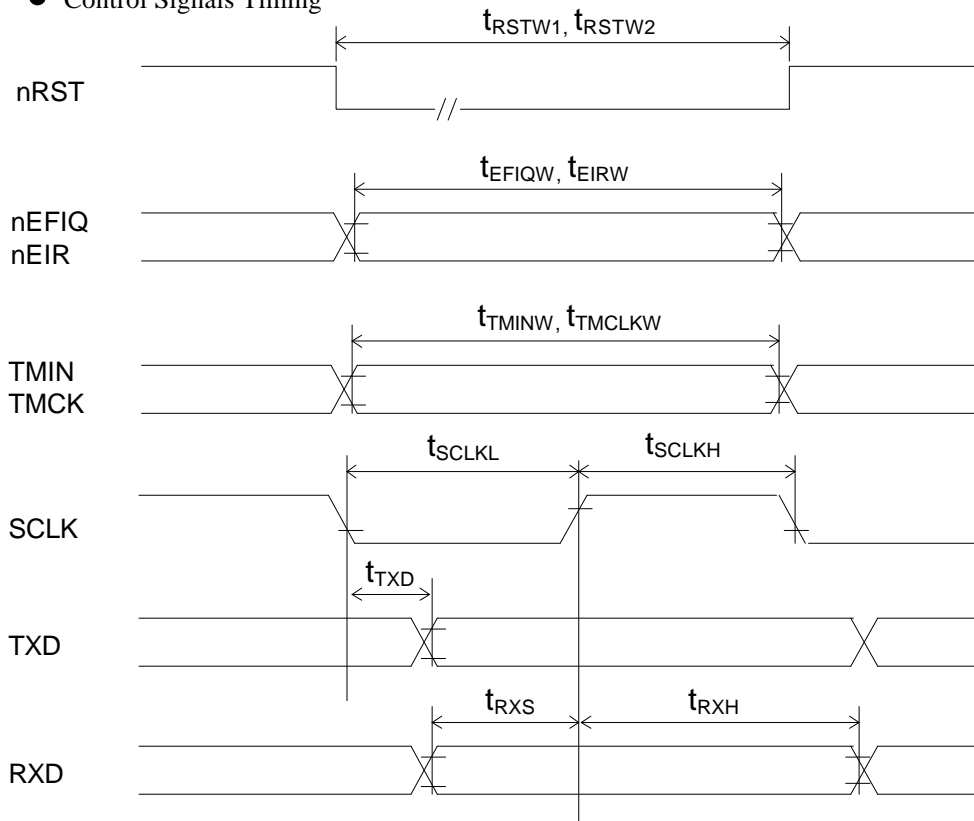 ● Control Signals Timing
tRSTW1, tRSTW2
nRST
//
tEFIQW, tEIRW
nEFIQ
nEIR
tTMINW, tTMCLKW
TMIN
TMCK
tSCLKL
tSCLKH
SCLK
tTXD
TXD
tRXS
tRXH
RXD